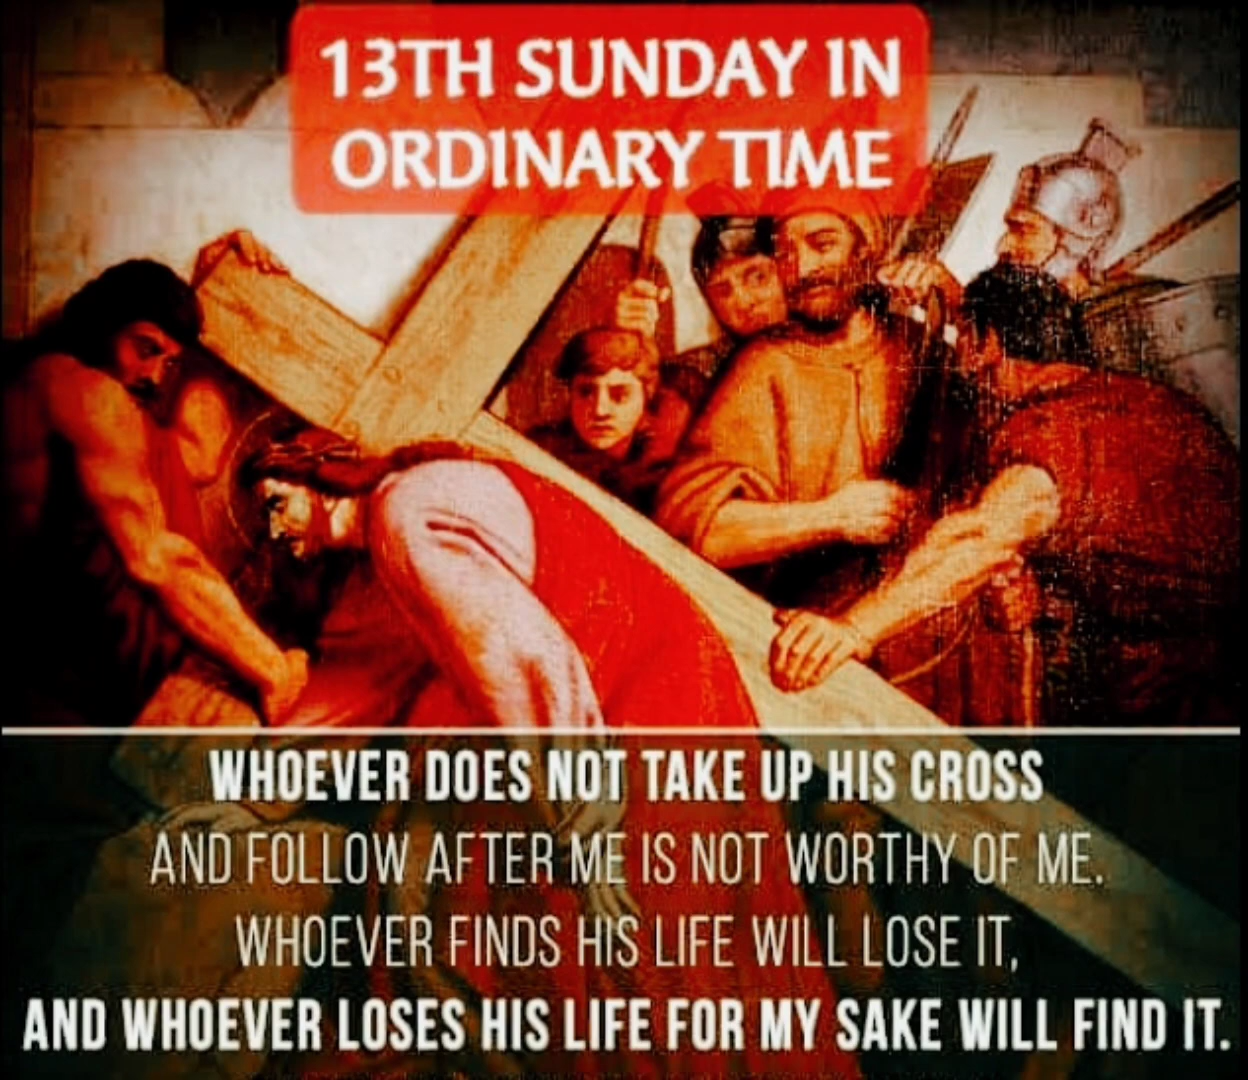 13TH SUNDAY IN
ORDINARY TIME
WHOEVER DOES NOT TAKE UP HIS CROSS
AND FOLLOW AFTER ME IS NOT WORTHY OF ME.
WHOEVER FINDS HIS LIFE WILL LOSE IT,
AND WHOEVER LOSES HIS LIFE FOR MY SAKE WILL FIND IT.